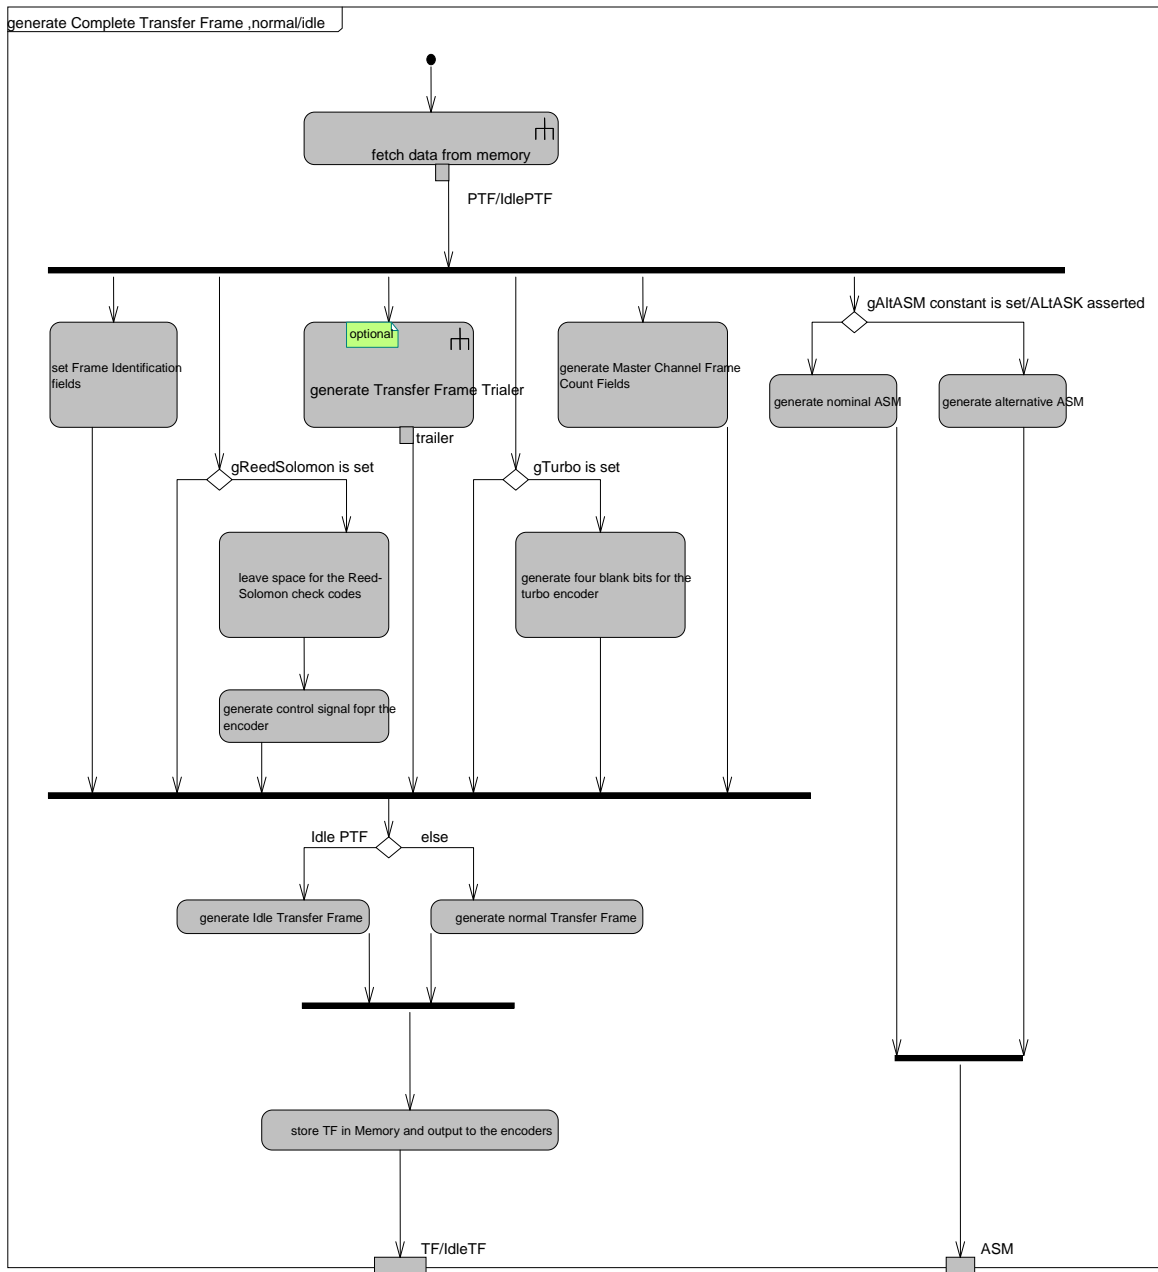 generate Complete Transfer Frame ,normal/idle
fetch data from memory
PTF/IdlePTF
gAltASM constant is set/ALtASK asserted
optional
set Frame Identification
fields
generate Transfer Frame Trialer
generate Master Channel Frame
Count Fields
generate nominal ASM
generate alternative ASM
trailer
gReedSolomon is set
gTurbo is set
leave space for the Reed-
Solomon check codes
generate four blank bits for the
turbo encoder
generate control signal fopr the
encoder
Idle PTF
else
generate Idle Transfer Frame
generate normal Transfer Frame
store TF in Memory and output to the encoders
TF/IdleTF
ASM